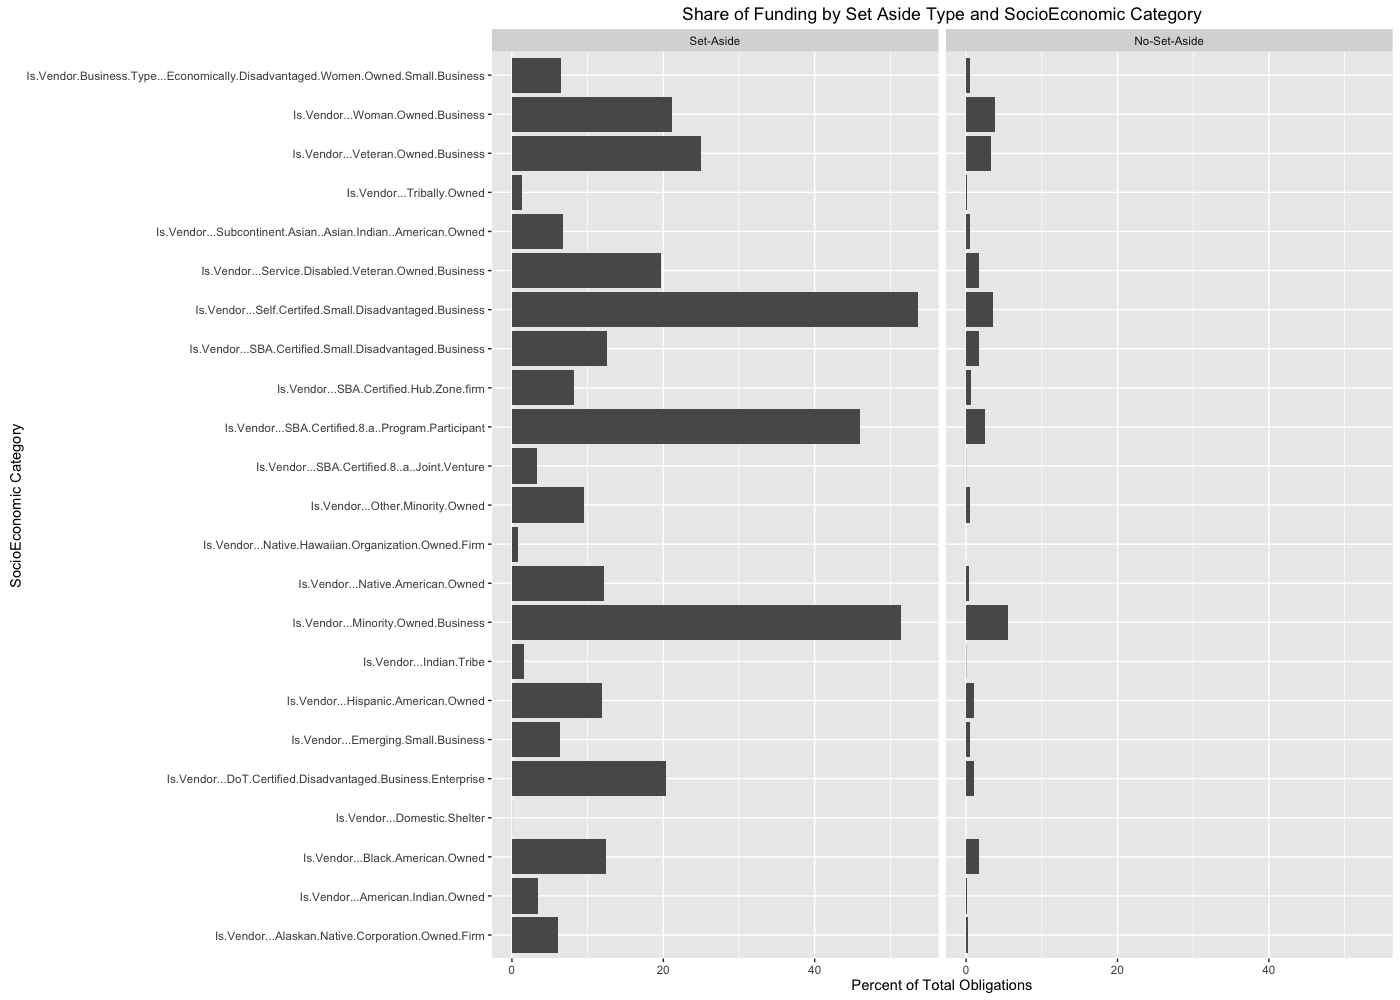 Share of Funding by Set Aside Type and SocioEconomic Category
Set-Aside
No-Set-Aside
SocioEconomic Category
Is.Vendor.Business.Type...Economically.Disadvantaged.Women.Owned.Small.Business
Is.Vendor...Woman.Owned.Business
Is.Vendor...Veteran.Owned.Business
Is.Vendor...Tribally.Owned
Is.Vendor...Subcontinent.Asian..Asian.Indian..American.Owned
Is.Vendor...Service.Disabled.Veteran.Owned.Business
Is.Vendor...Self.Certifed.Small.Disadvantaged.Business
Is.Vendor...SBA.Certified.Small.Disadvantaged.Business
Is.Vendor...SBA.Certified.Hub.Zone.firm
Is.Vendor...SBA.Certified.8.a..Program.Participant
Is.Vendor...SBA.Certified.8..a..Joint.Venture
Is.Vendor...Other.Minority.Owned
Is.Vendor...Native.Hawaiian.Organization.Owned.Firm
Is.Vendor...Native.American.Owned
Is.Vendor...Minority.Owned.Business
Is.Vendor...Indian.Tribe
Is.Vendor...Hispanic.American.Owned
Is.Vendor...Emerging.Small.Business
Is.Vendor...DoT.Certified.Disadvantaged.Business.Enterprise
Is.Vendor...Domestic.Shelter
Is.Vendor...Black.American.Owned
Is.Vendor...American.Indian.Owned
Is.Vendor...Alaskan.Native.Corporation.Owned.Firm
0 20 40
0 20 40
Percent of Total Obligations